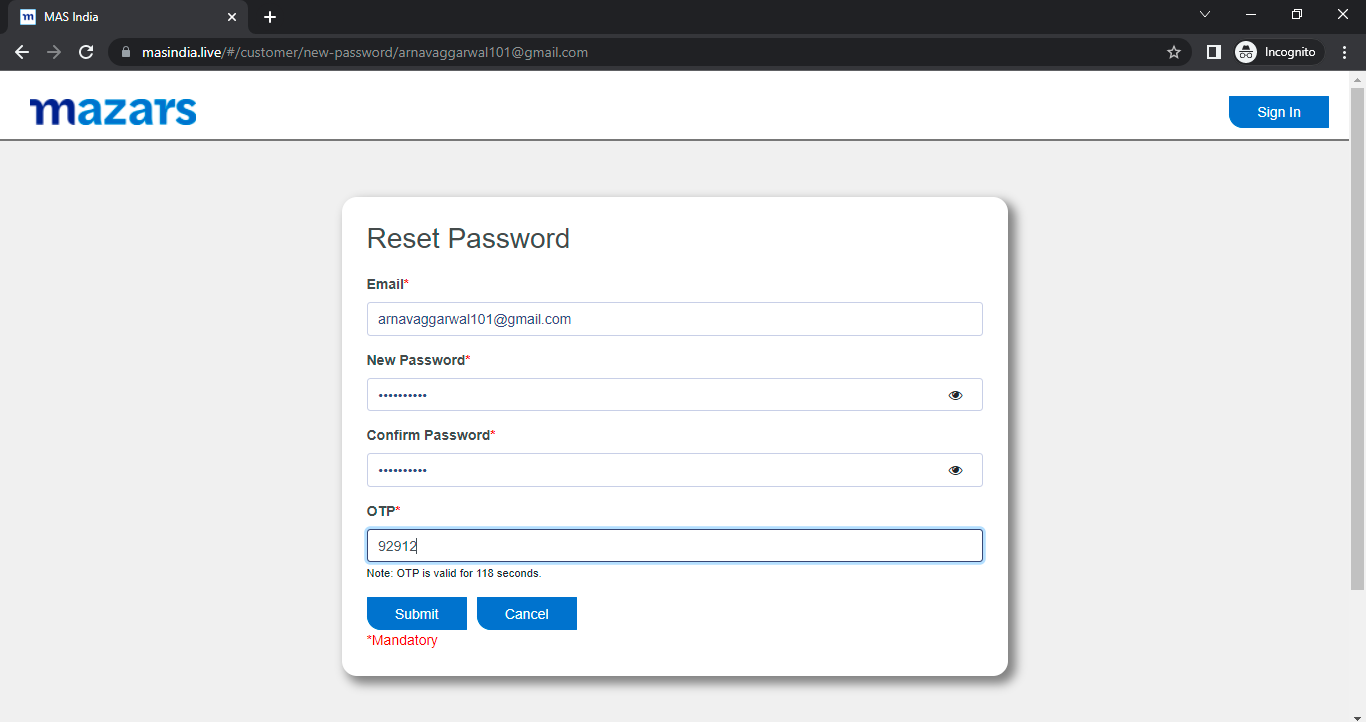 MAS India
masindia.live/#/customer/new-password/arnavaggarwal101@gmail.com
Incognito
mazars
Sign In
Reset Password
Email*
arnavaggarwal101@gmail.com
New Password*
••••••••••
Confirm Password*
••••••••••
OTP*
92912
Note: OTP is valid for 118 seconds.
Submit Cancel
*Mandatory